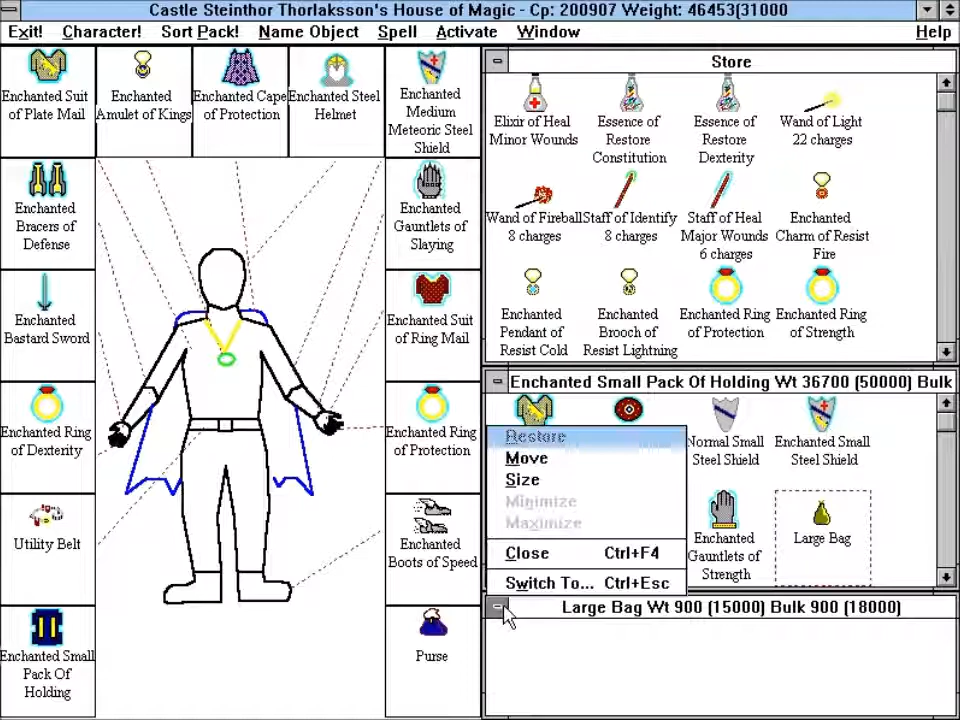 Castle Steinthor Thorlaksson's House of Magic - Cp: 200907 Weight: 46453(31000
Exit! Character! Sort Pack! Name Object Spell Activate Window Help
Enchanted Suit
of Plate Mail
Enchanted
Amulet of Kings
Enchanted Cape
of Protection
Enchanted Steel
Helmet
Enchanted
Medium
Meteoric Steel
Shield
Enchanted
Bracers of
Defense
Enchanted
Gauntlets of
Slaying
Enchanted
Bastard Sword
Enchanted Suit
of Ring Mail
Enchanted Ring
of Dexterity
Enchanted Ring
of Protection
Utility Belt
Enchanted
Boots of Speed
Enchanted Small
Pack Of
Holding
Purse
Store
Elixir of Heal
Minor Wounds
Essence of
Restore
Constitution
Essence of
Restore
Dexterity
Wand of Light
22 charges
Wand of Fireball
8 charges
Staff of Identify
8 charges
Staff of Heal
Major Wounds
6 charges
Enchanted
Charm of Resist
Fire
Enchanted
Pendant of
Resist Cold
Enchanted
Brooch of
Resist Lightning
Enchanted Ring
of Protection
Enchanted Ring
of Strength
Enchanted Small Pack Of Holding Wt 36700 (50000) Bulk
Normal Small
Steel Shield
Enchanted Small
Steel Shield
Enchanted
Gauntlets of
Strength
Large Bag
Restore
Move
Size
Minimize
Maximize
Close Ctrl+F4
Switch To... Ctrl+Esc
Large Bag Wt 900 (15000) Bulk 900 (18000)